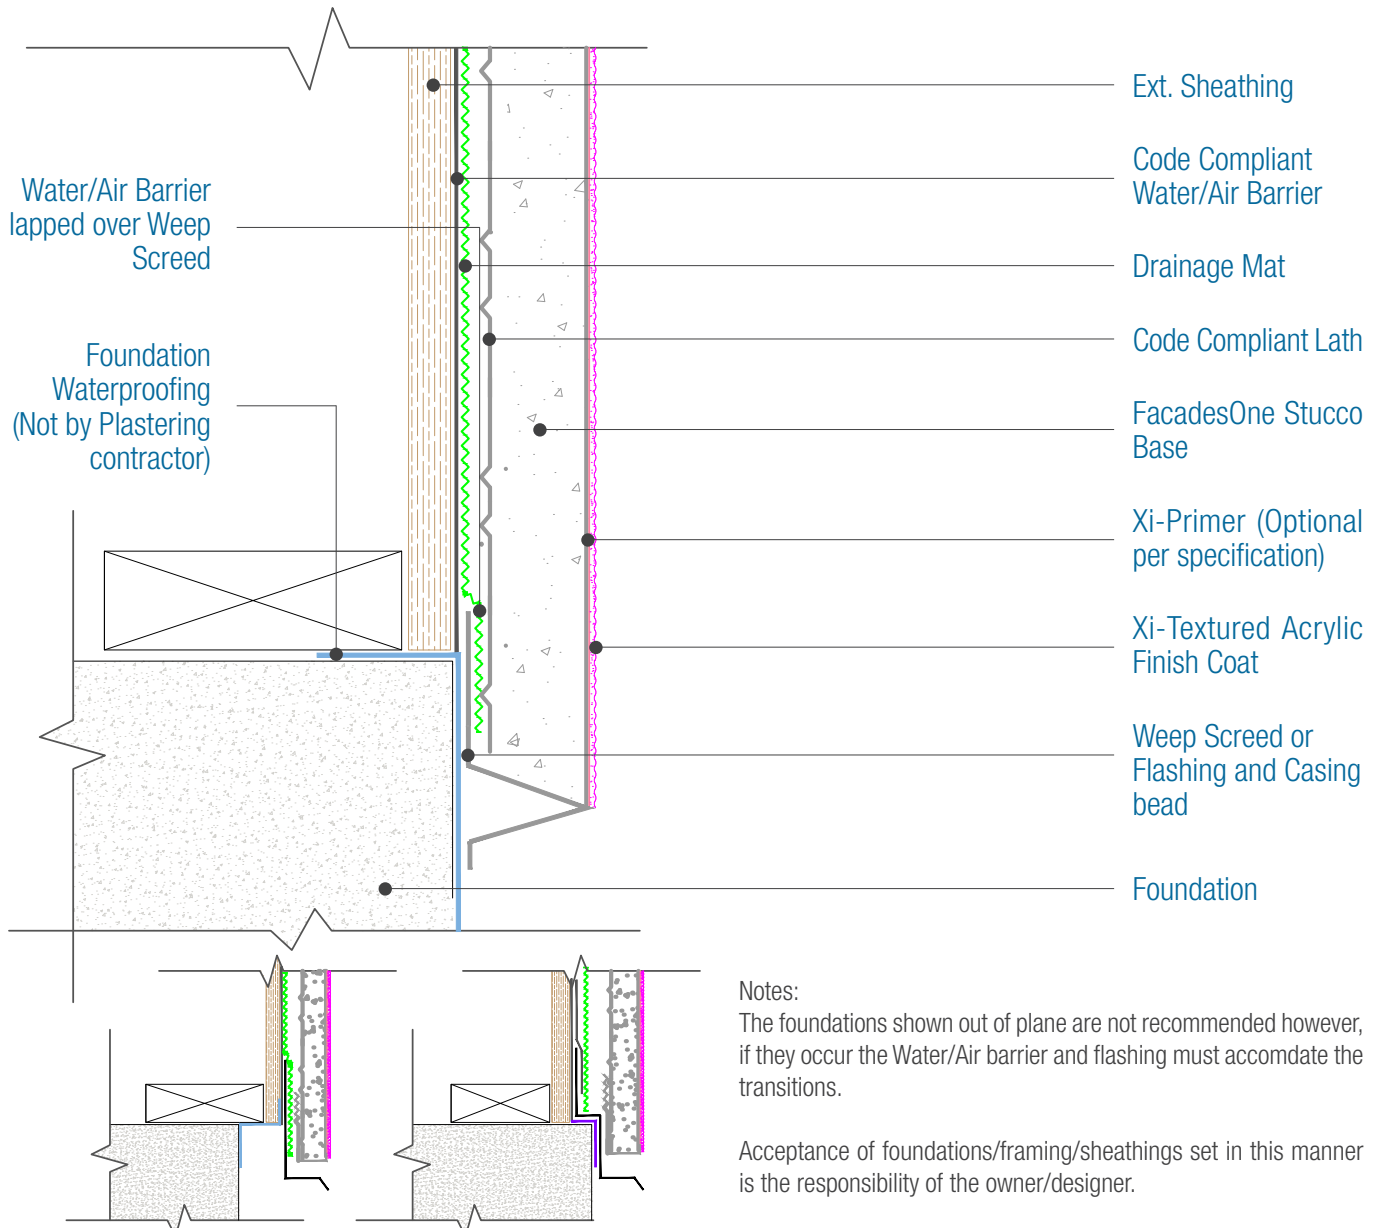 Water/Air Barrier
lapped over Weep
Screed
Foundation
Waterproofing
(Not by Plastering
contractor)
Ext. Sheathing
Code Compliant
Water/Air Barrier
Drainage Mat
Code Compliant Lath
FacadesOne Stucco
Base
Xi-Primer (Optional
per specification)
Xi-Textured Acrylic
Finish Coat
Weep Screed or
Flashing and Casing
bead
Foundation
Notes:
The foundations shown out of plane are not recommended however,
if they occur the Water/Air barrier and flashing must accomdate the
transitions.
Acceptance of foundations/framing/sheathings set in this manner
is the responsibility of the owner/designer.